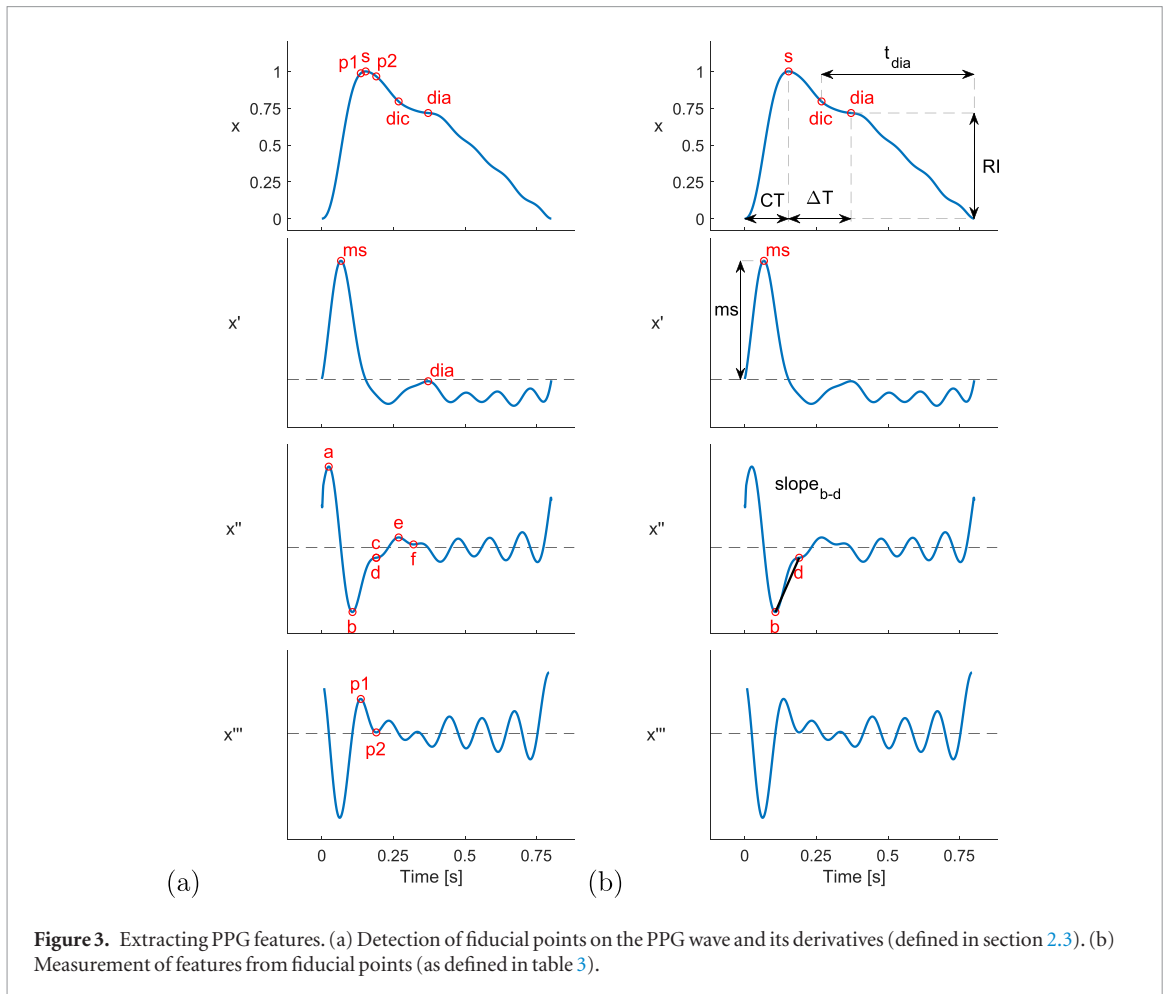 s
p1 p2
1
dia
0.75
dic
x
0.5
0.25
0
ms
x'
dia
a
e
x"
c
d f
b
p1
x'''
p2
0 0.25 0.5 0.75
Time [s]
(a)
s
t dia
1
dia
0.75
dic
x
0.5
RI
0.25
CT ΔT
0
ms
ms
x'
slope b-d
x"
d
b
x'''
0 0.25 0.5 0.75
Time [s]
(b)
Figure 3. Extracting PPG features. (a) Detection of fiducial points on the PPG wave and its derivatives (defined in section 2.3). (b)
Measurement of features from fiducial points (as defined in table 3).